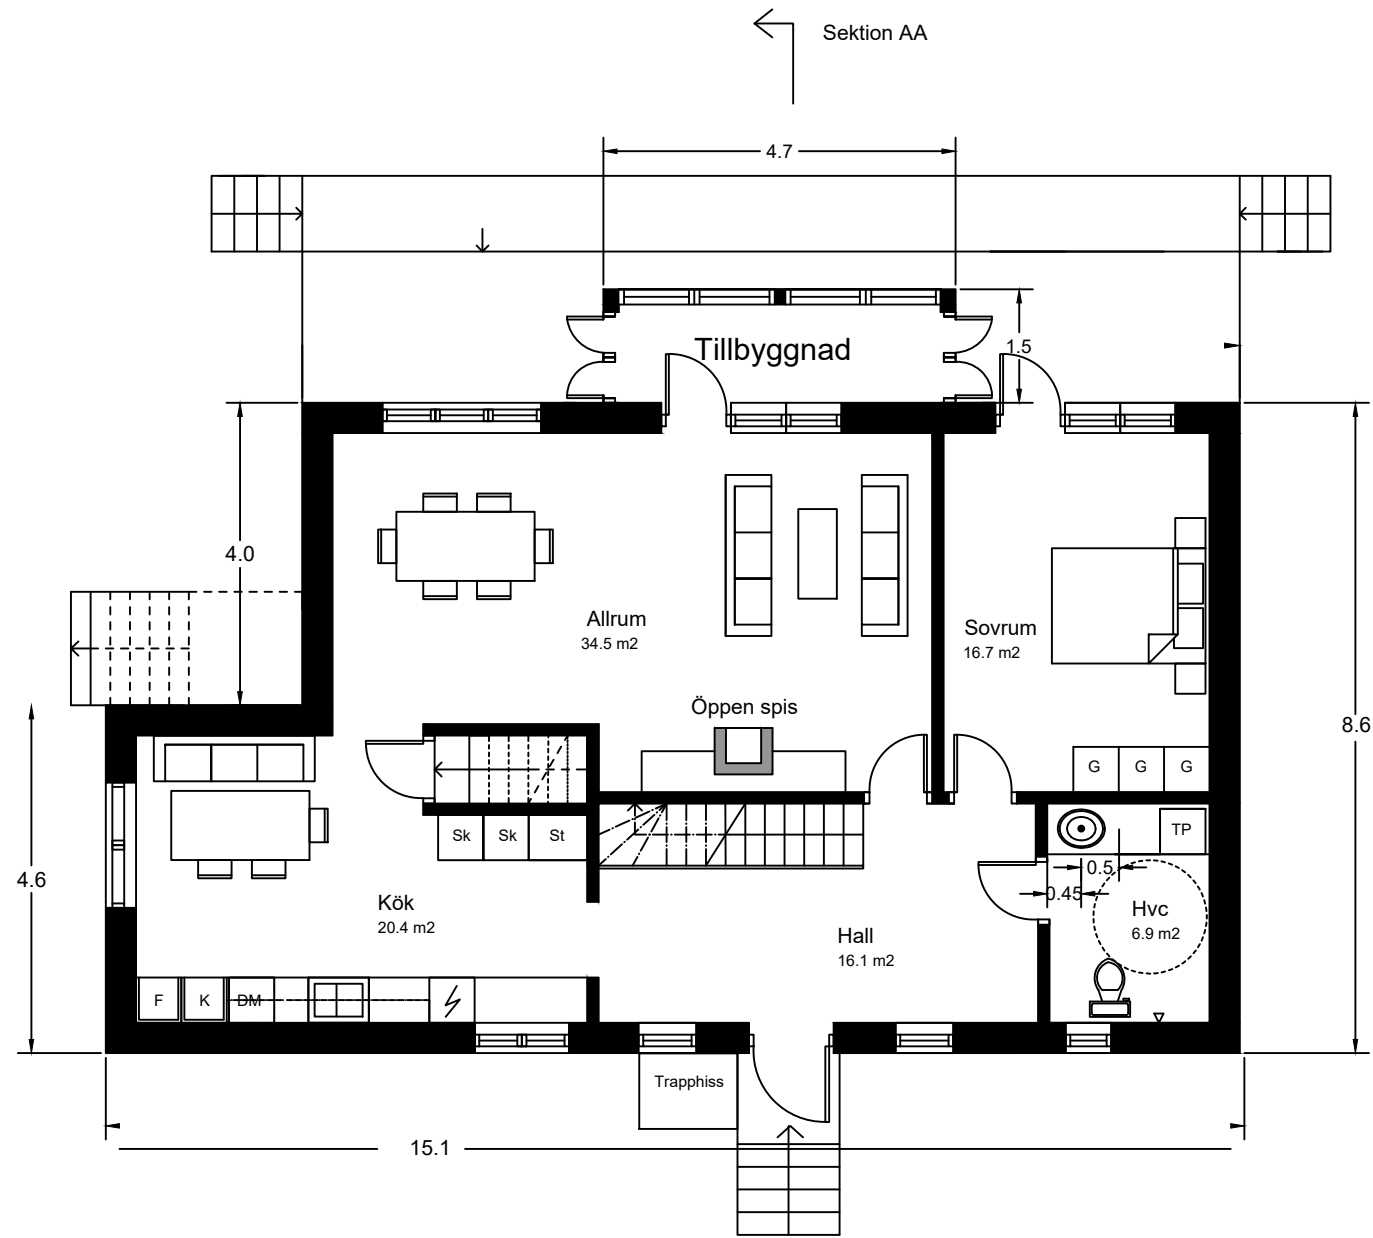 Sektion AA
4.7
Tillbyggnad
1.5
4.0
Allrum
34.5 m2
Sovrum
16.7 m2
Öppen spis
8.6
G G G
Sk Sk St
TP
4.6
0.5
0.45
Kök
20.4 m2
Hvc
6.9 m2
Hall
16.1 m2
F K DM
Trapphiss
15.1